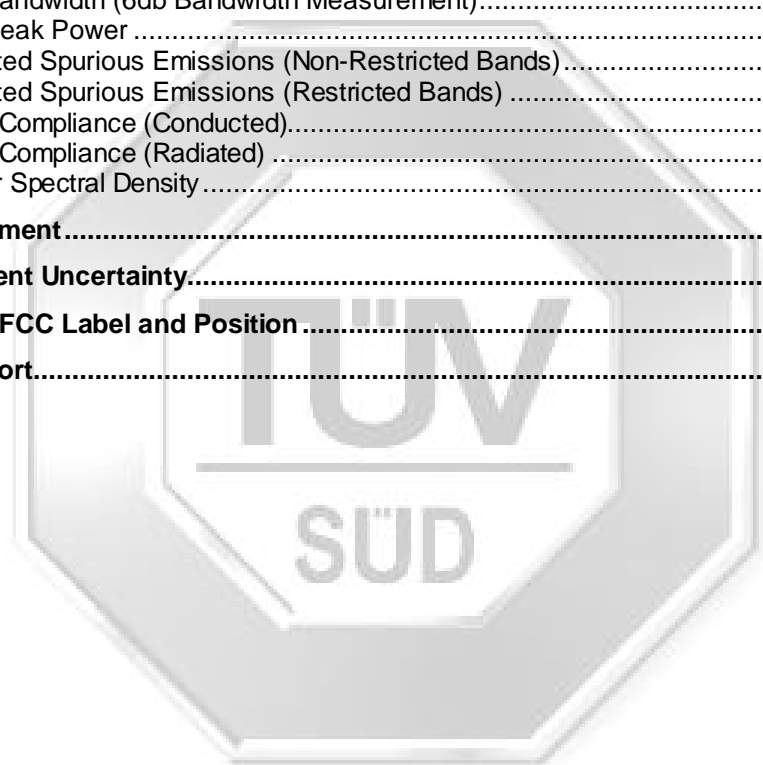 andwidth (6db Bandwidth Measurement)
eak Power
ted Spurious Emissions (Non-Restricted Bands)
ted Spurious Emissions (Restricted Bands)
Compliance (Conducted)
Compliance (Radiated)
r Spectral Density
ment
ent Uncertainty
FCC Label and Position
ort
TÜV
SÜD